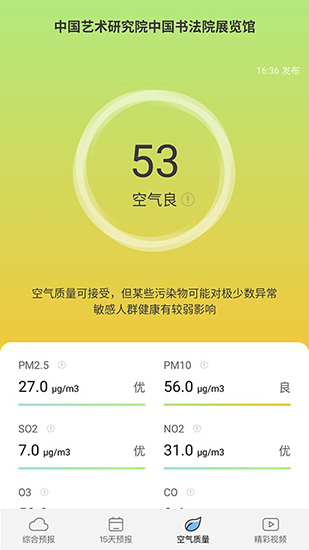 中国艺术研究院中国书法院展览馆
16:36 发布
53
空气良
空气质量可接受，但某些污染物可能对极少数异常
敏感人群健康有较弱影响
PM2.5 PM10
27.0 μg/m3 优 56.0 μg/m3 良
SO2 NO2
7.0 μg/m3 优 31.0 μg/m3 优
O3 CO
综合预报 15天预报 空气质量 精彩视频